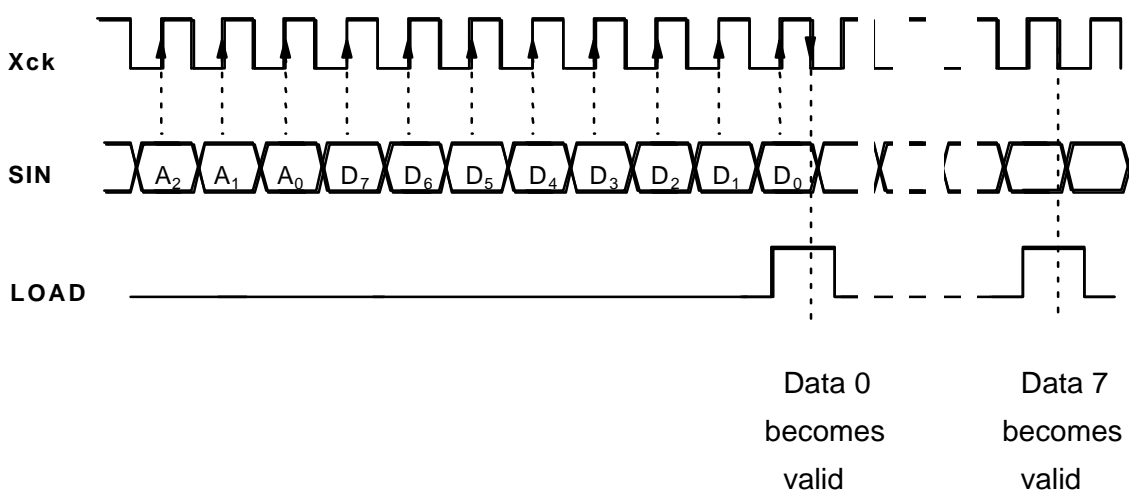 Xck
SIN A₂ A₁ A₀ D₇ D₆ D₅ D₄ D₃ D₂ D₁ D₀
LOAD
Data 0
becomes
valid
Data 7
becomes
valid